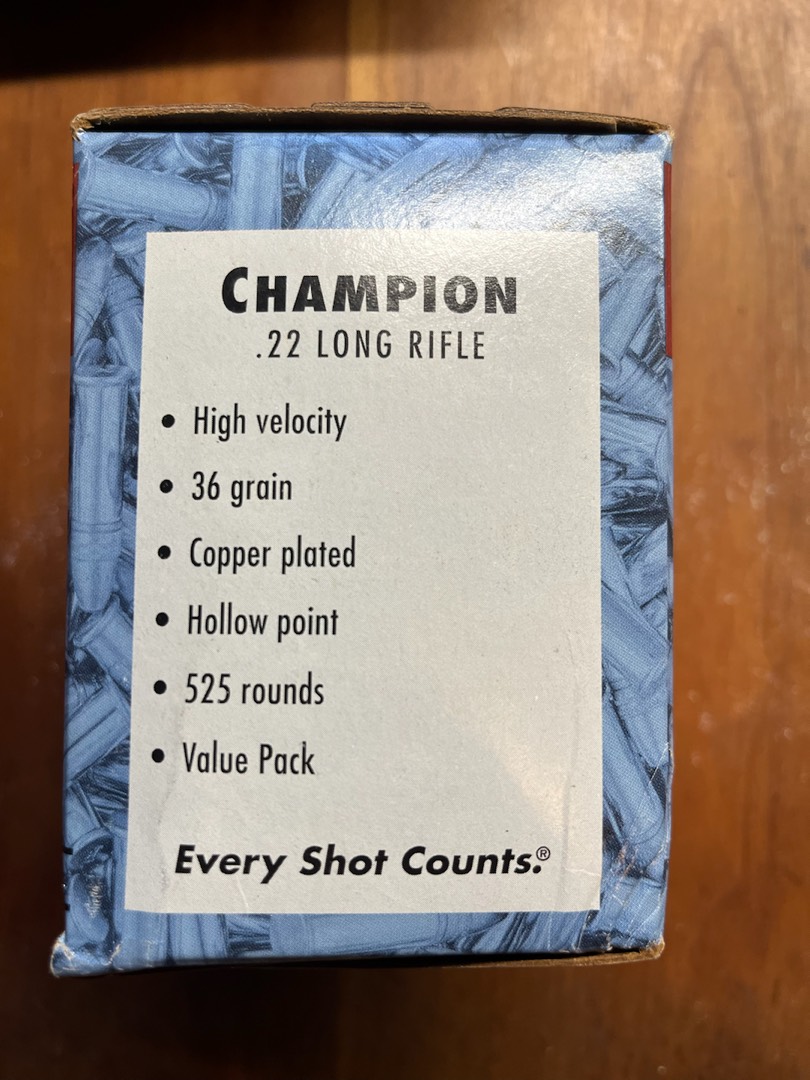 CHAMPION
.22 LONG RIFLE
• High velocity
• 36 grain
• Copper plated
• Hollow point
• 525 rounds
• Value Pack
Every Shot Counts.®